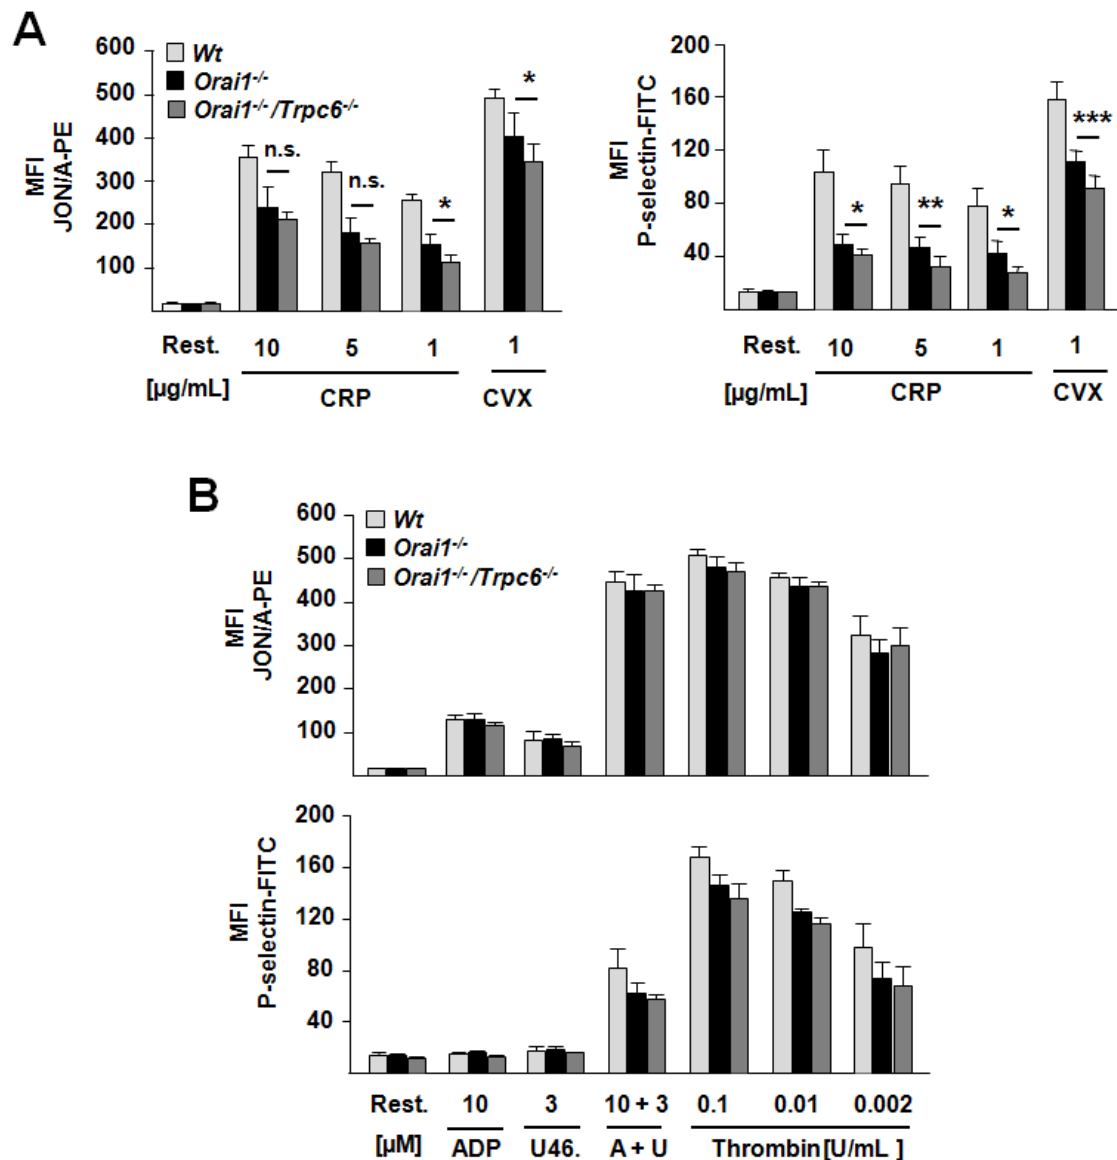 A
600
500
400
300
200
100
MFI
JON/A-PE
Wt
Orai1-/-
Orai1-/-/Trpc6-/-
n.s.
n.s.
*
*
Rest. 10 5 1 1
[µg/mL] CRP CVX
200
160
120
80
40
MFI
P-selectin-FITC
*
**
*
***
Rest. 10 5 1 1
[µg/mL] CRP CVX
B
600
500
400
300
200
100
MFI
JON/A-PE
Wt
Orai1-/-
Orai1-/-/Trpc6-/-
200
160
120
80
40
MFI
P-selectin-FITC
Rest. 10 3 10 + 3 0.1 0.01 0.002
[µM] ADP U46. A + U Thrombin [U/mL ]